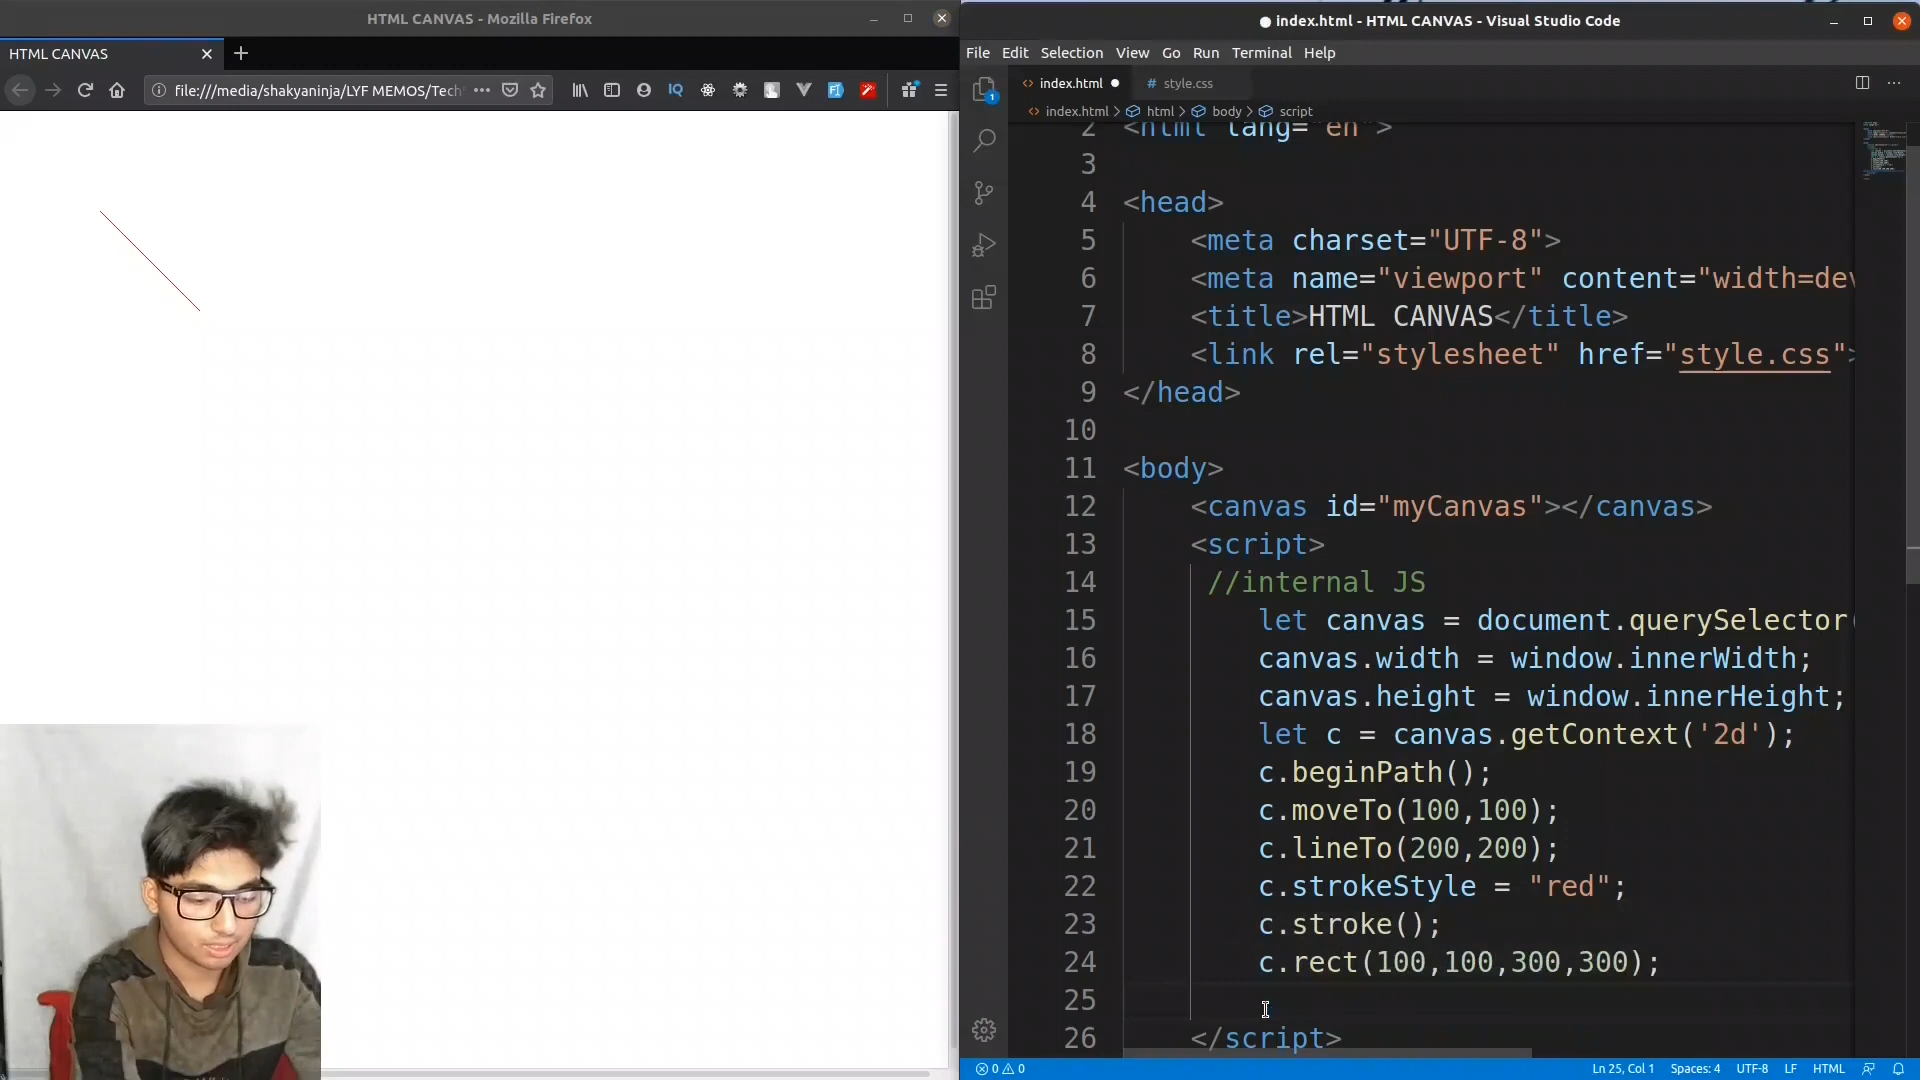 HTML CANVAS - Mozilla Firefox
HTML CANVAS
file:///media/shakyaninja/LYF MEMOS/Tech
IQ
index.html - HTML CANVAS - Visual Studio Code
File Edit Selection View Go Run Terminal Help
1
index.html
# style.css
index.html > html > body > script
2 <html lang="en">
3
4 <head>
5 <meta charset="UTF-8">
6 <meta name="viewport" content="width=dev
7 <title>HTML CANVAS</title>
8 <link rel="stylesheet" href="style.css">
9 </head>
10
11 <body>
12 <canvas id="myCanvas"></canvas>
13 <script>
14 //internal JS
15 let canvas = document.querySelector(
16 canvas.width = window.innerWidth;
17 canvas.height = window.innerHeight;
18 let c = canvas.getContext('2d');
19 c.beginPath();
20 c.moveTo(100,100);
21 c.lineTo(200,200);
22 c.strokeStyle = "red";
23 c.stroke();
24 c.rect(100,100,300,300);
25
26 </script>
0 0
Ln 25, Col 1 Spaces: 4 UTF-8 LF HTML